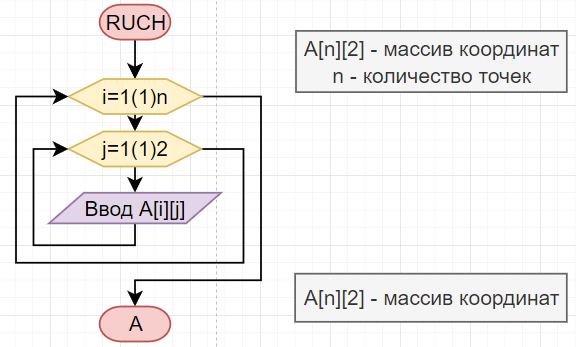 RUCH
A[n][2] - массив координат
n - количество точек
i=1(1)n
j=1(1)2
Ввод A[i][j]
A[n][2] - массив координат
A